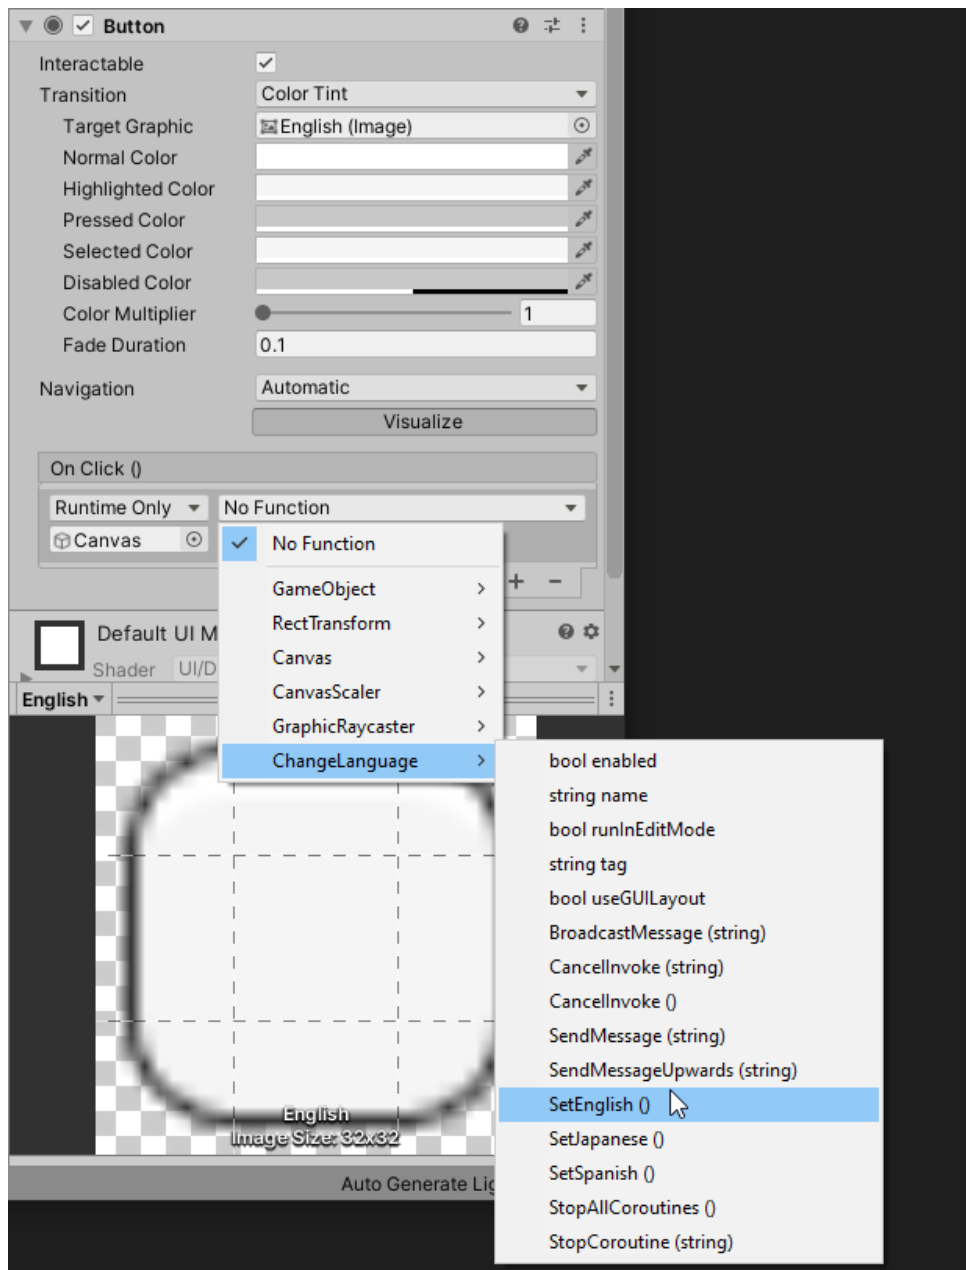 Button
Interactable
Transition Color Tint
Target Graphic English (Image)
Normal Color
Highlighted Color
Pressed Color
Selected Color
Disabled Color
Color Multiplier 1
Fade Duration 0.1
Navigation Automatic
Visualize
On Click ()
Runtime Only No Function
Canvas
No Function
GameObject
RectTransform
Canvas
CanvasScaler
GraphicRaycaster
ChangeLanguage
Default UI M
Shader UI/D
English
bool enabled
string name
bool runInEditMode
string tag
bool useGUILayout
BroadcastMessage (string)
CancelInvoke (string)
CancelInvoke ()
SendMessage (string)
SendMessageUpwards (string)
SetEnglish ()
SetJapanese ()
SetSpanish ()
StopAllCoroutines ()
StopCoroutine (string)
English
Image Size: 32x32
Auto Generate Lig